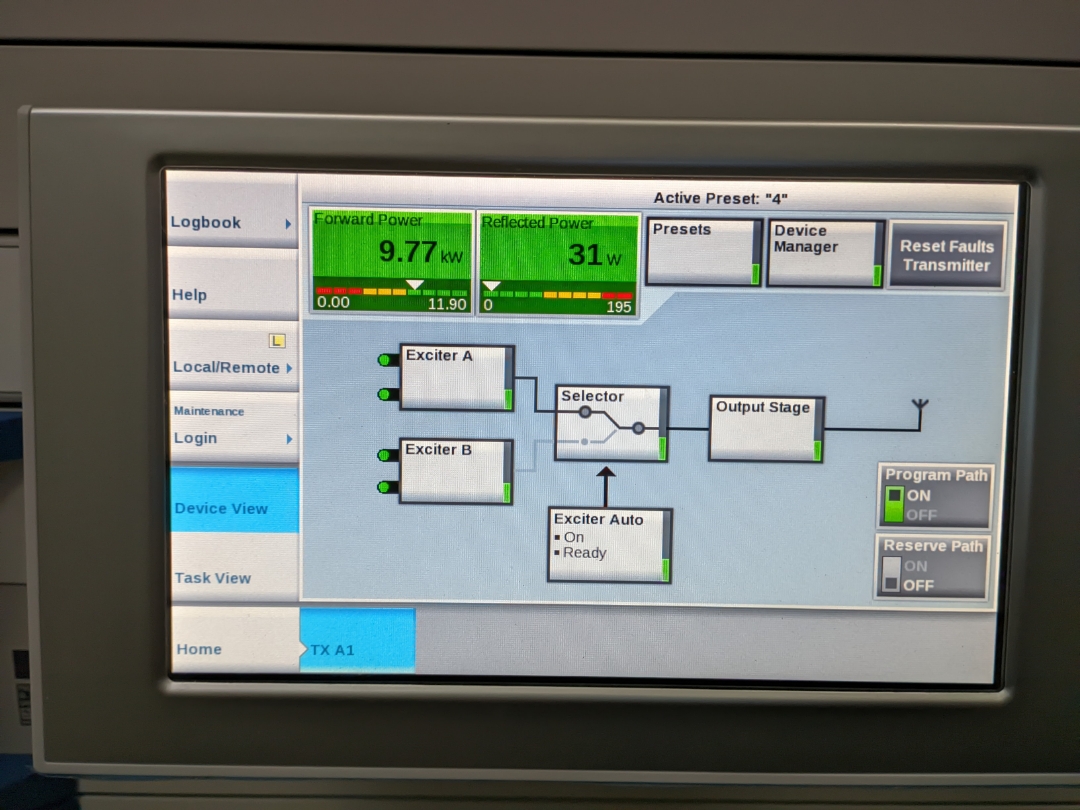 Active Preset: "4"
Logbook
Help
L
Local/Remote
Maintenance
Login
Device View
Task View
Home
TX A1
Forward Power
9.77 kW
0.00 11.90
Reflected Power
31 W
0 195
Presets
Device
Manager
Reset Faults
Transmitter
Exciter A
Exciter B
Selector
Output Stage
Exciter Auto
▪ On
▪ Ready
Program Path
ON
OFF
Reserve Path
ON
OFF